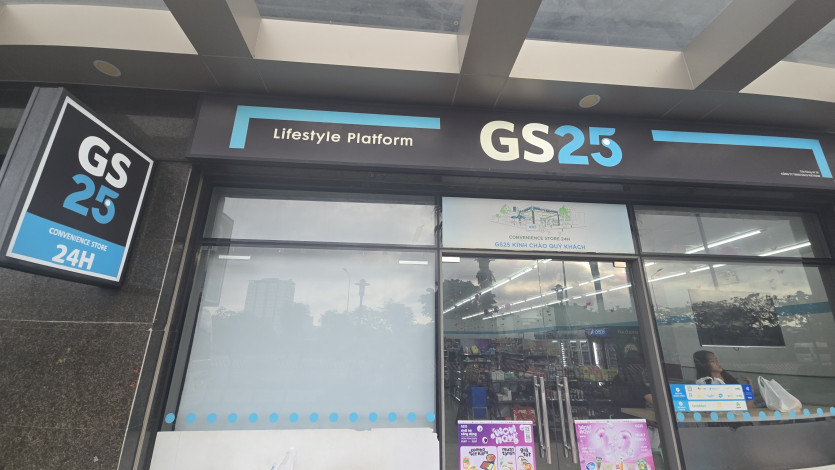 Lifestyle Platform
GS25
GS
25
CONVENIENCE STORE
24H
CONVENIENCE STORE 24H
GS25 KÍNH CHÀO QUÝ KHÁCH